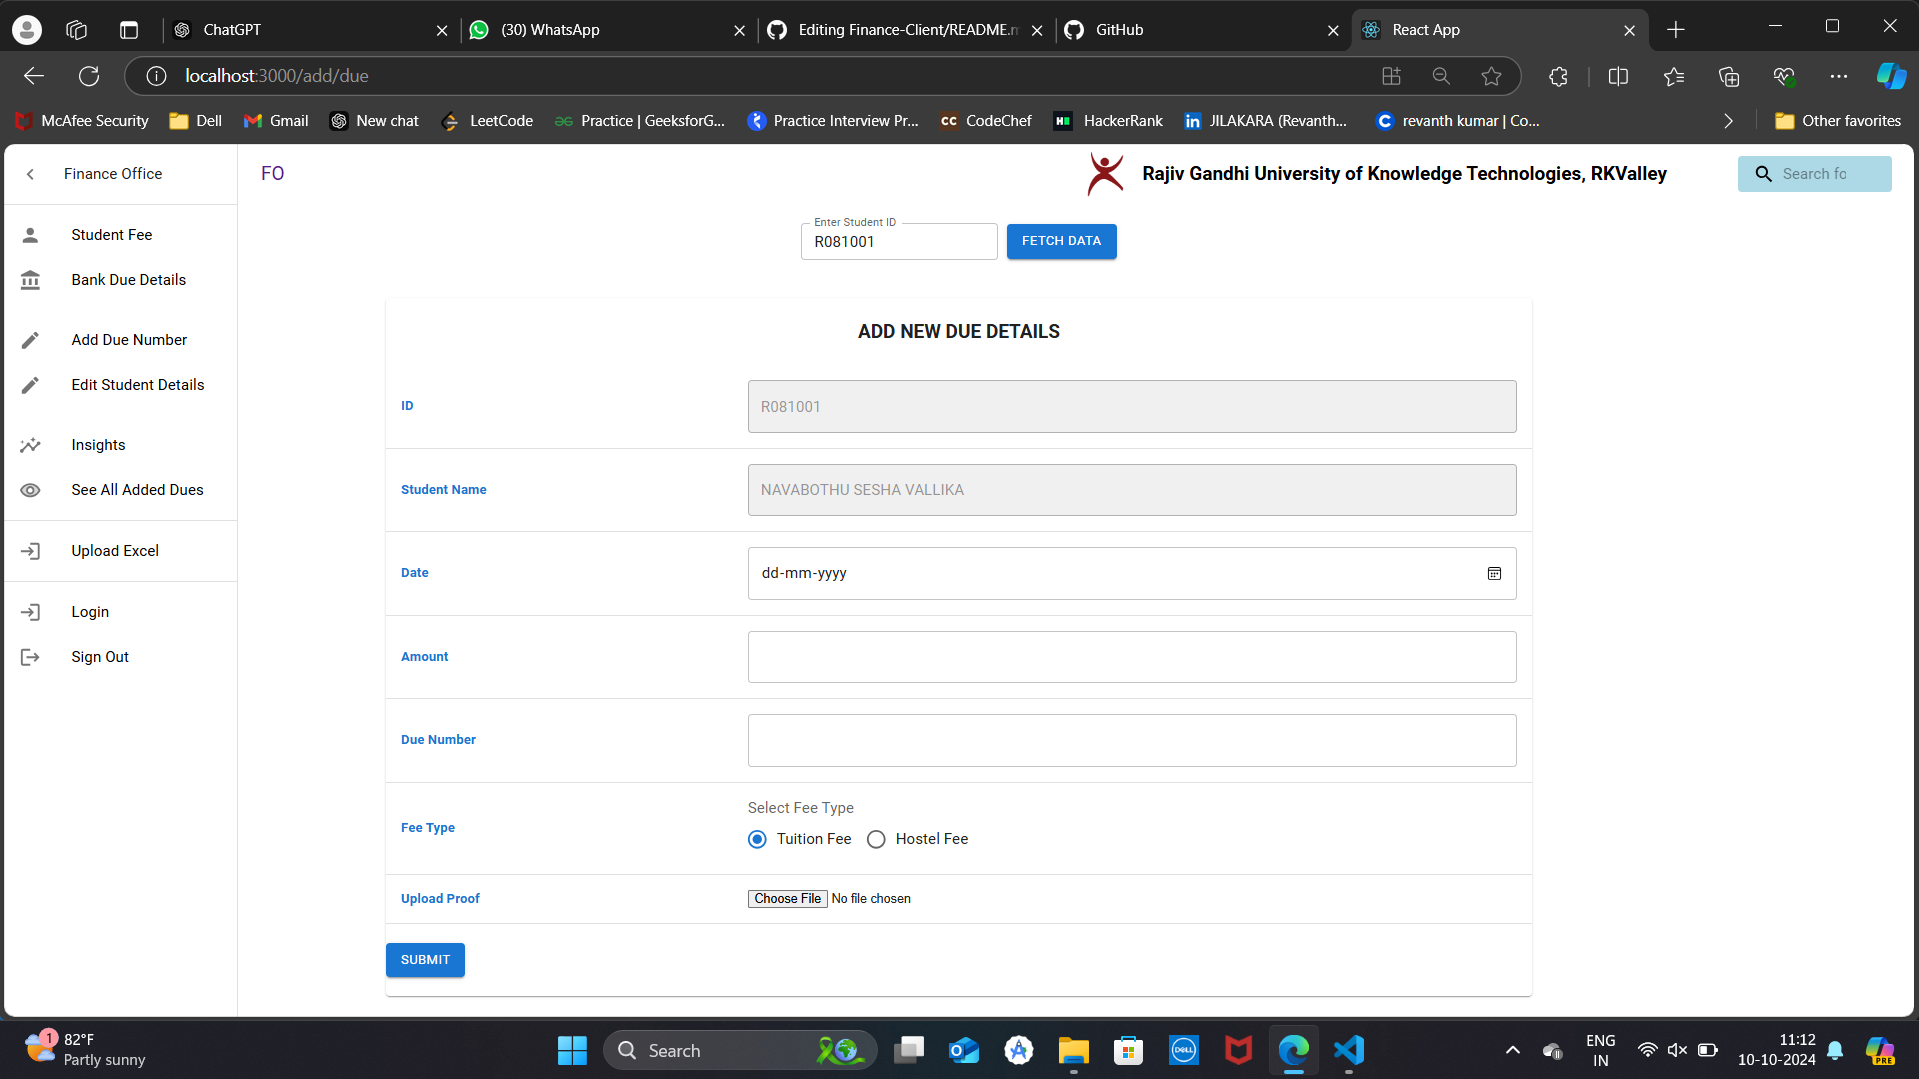 ChatGPT
(30) WhatsApp
Editing Finance-Client/README.m
GitHub
React App
localhost:3000/add/due
McAfee Security
Dell
Gmail
New chat
LeetCode
Practice | GeeksforG...
Practice Interview Pr...
CC CodeChef
HackerRank
JILAKARA (Revanth...
revanth kumar | Co...
Other favorites
Finance Office
FO
Rajiv Gandhi University of Knowledge Technologies, RKValley
Search fo
Student Fee
Bank Due Details
Add Due Number
Edit Student Details
Insights
See All Added Dues
Upload Excel
Login
Sign Out
Enter Student ID
R081001
FETCH DATA
ADD NEW DUE DETAILS
ID
R081001
Student Name
NAVABOTHU SESHA VALLIKA
Date
dd-mm-yyyy
Amount
Due Number
Fee Type
Select Fee Type
Tuition Fee
Hostel Fee
Upload Proof
Choose File No file chosen
SUBMIT
1
82°F
Partly sunny
Search
DELL
ENG
IN
11:12
10-10-2024
PRE